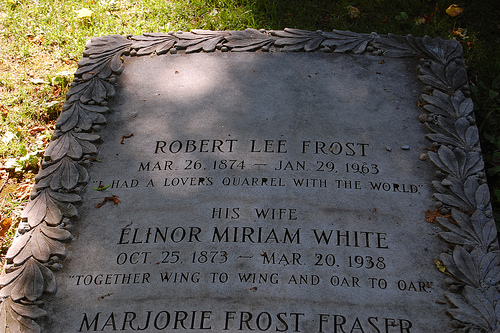 ROBERT LEE FROST
MAR. 26, 1874 — JAN. 29, 1963
"I HAD A LOVER'S QUARREL WITH THE WORLD"
HIS WIFE
ELINOR MIRIAM WHITE
OCT. 25, 1873 — MAR. 20, 1938
"TOGETHER WING TO WING AND OAR TO OAR"
MARJORIE FROST FRASER